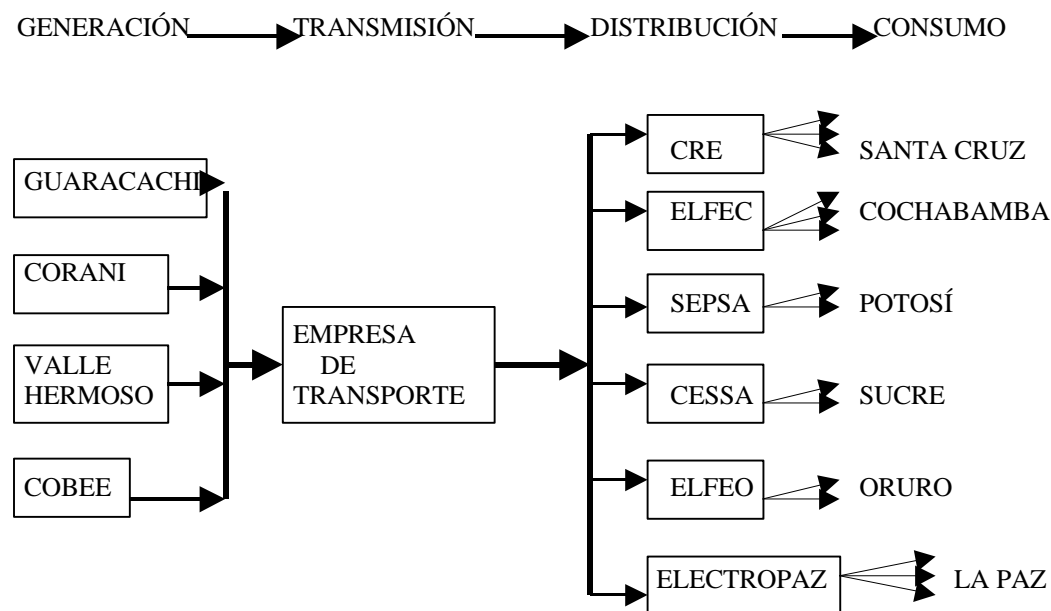 GENERACIÓN TRANSMISIÓN DISTRIBUCIÓN CONSUMO
GUARACACHI
CORANI
VALLE
HERMOSO
COBEE
EMPRESA
DE
TRANSPORTE
CRE SANTA CRUZ
ELFEC COCHABAMBA
SEPSA POTOSÍ
CESSA SUCRE
ELFEO ORURO
ELECTROPAZ LA PAZ